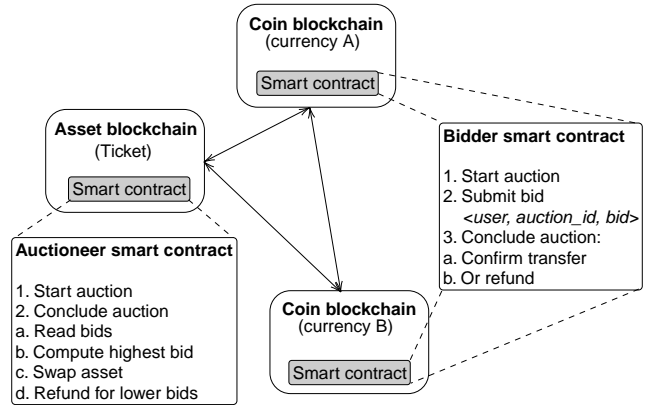 Coin blockchain
(currency A)
Smart contract
Asset blockchain
(Ticket)
Smart contract
Bidder smart contract
1. Start auction
2. Submit bid
<user, auction_id, bid>
3. Conclude auction:
a. Confirm transfer
b. Or refund
Auctioneer smart contract
1. Start auction
2. Conclude auction
a. Read bids
b. Compute highest bid
c. Swap asset
d. Refund for lower bids
Coin blockchain
(currency B)
Smart contract